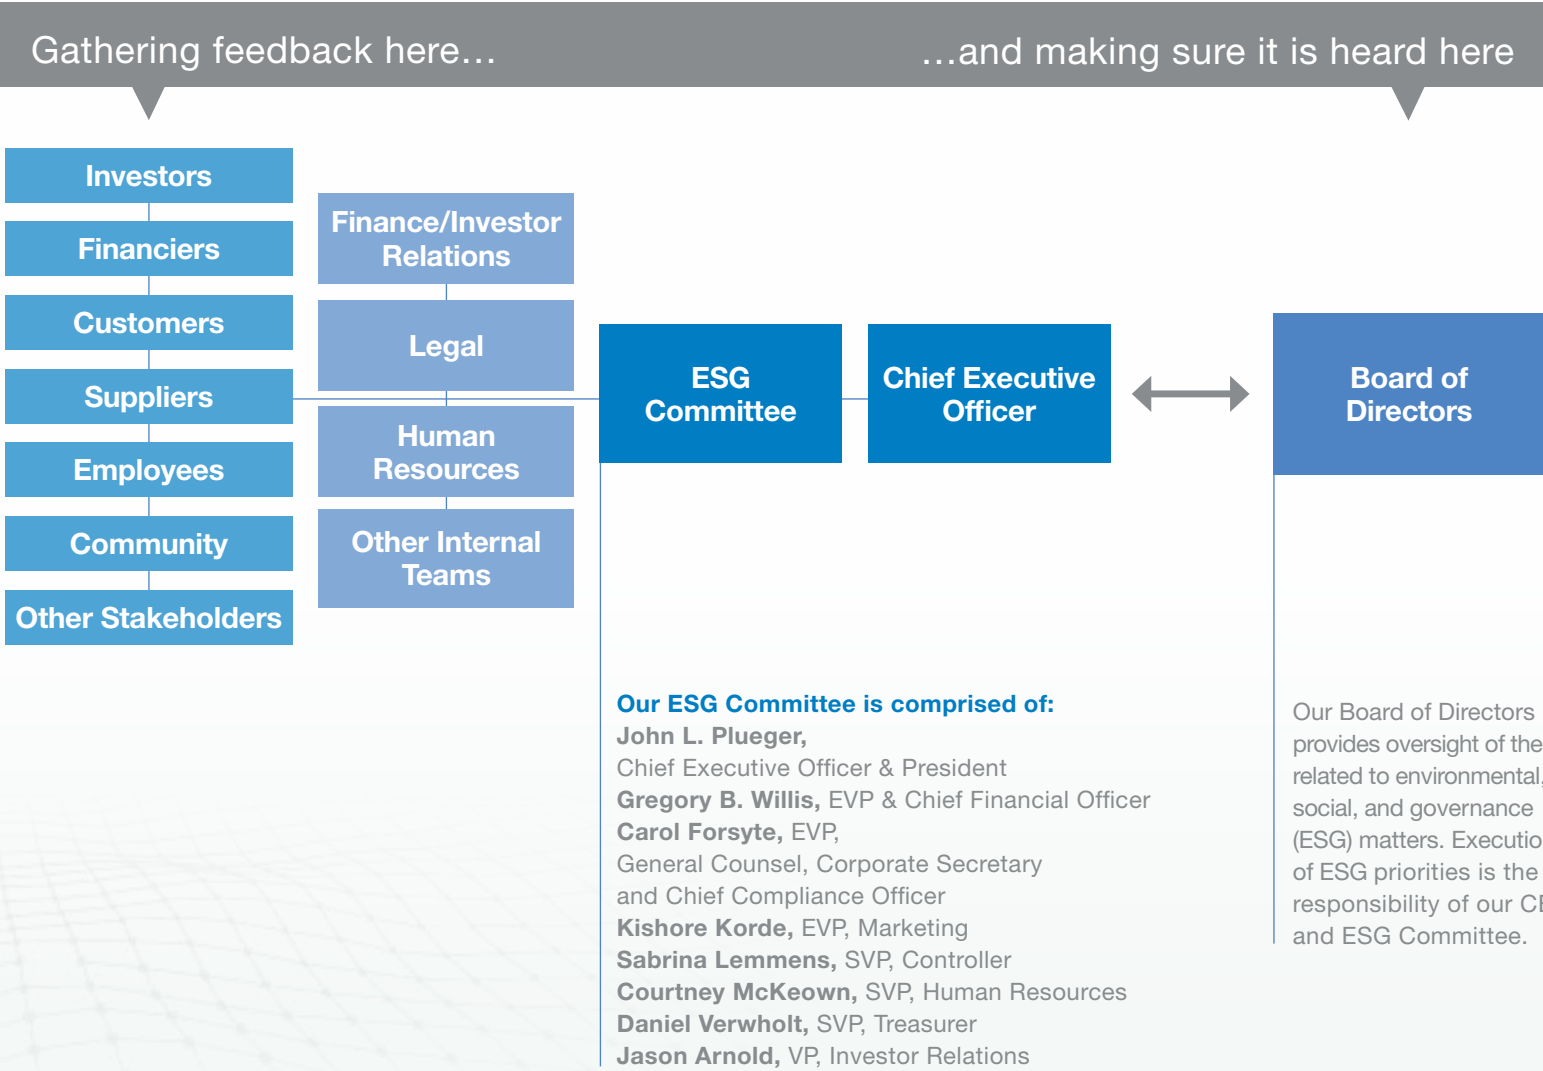 Gathering feedback here…
…and making sure it is heard here
Investors
Financiers
Customers
Suppliers
Employees
Community
Other Stakeholders
Finance/Investor
Relations
Legal
Human
Resources
Other Internal
Teams
ESG
Committee
Chief Executive
Officer
Board of
Directors
Our ESG Committee is comprised of:
John L. Plueger,
Chief Executive Officer & President
Gregory B. Willis, EVP & Chief Financial Officer
Carol Forsyte, EVP,
General Counsel, Corporate Secretary
and Chief Compliance Officer
Kishore Korde, EVP, Marketing
Sabrina Lemmens, SVP, Controller
Courtney McKeown, SVP, Human Resources
Daniel Verwholt, SVP, Treasurer
Jason Arnold, VP, Investor Relations
Our Board of Directors
provides oversight of the
related to environmental,
social, and governance
(ESG) matters.
of ESG priorities is the
responsibility of our
and ESG Committee.